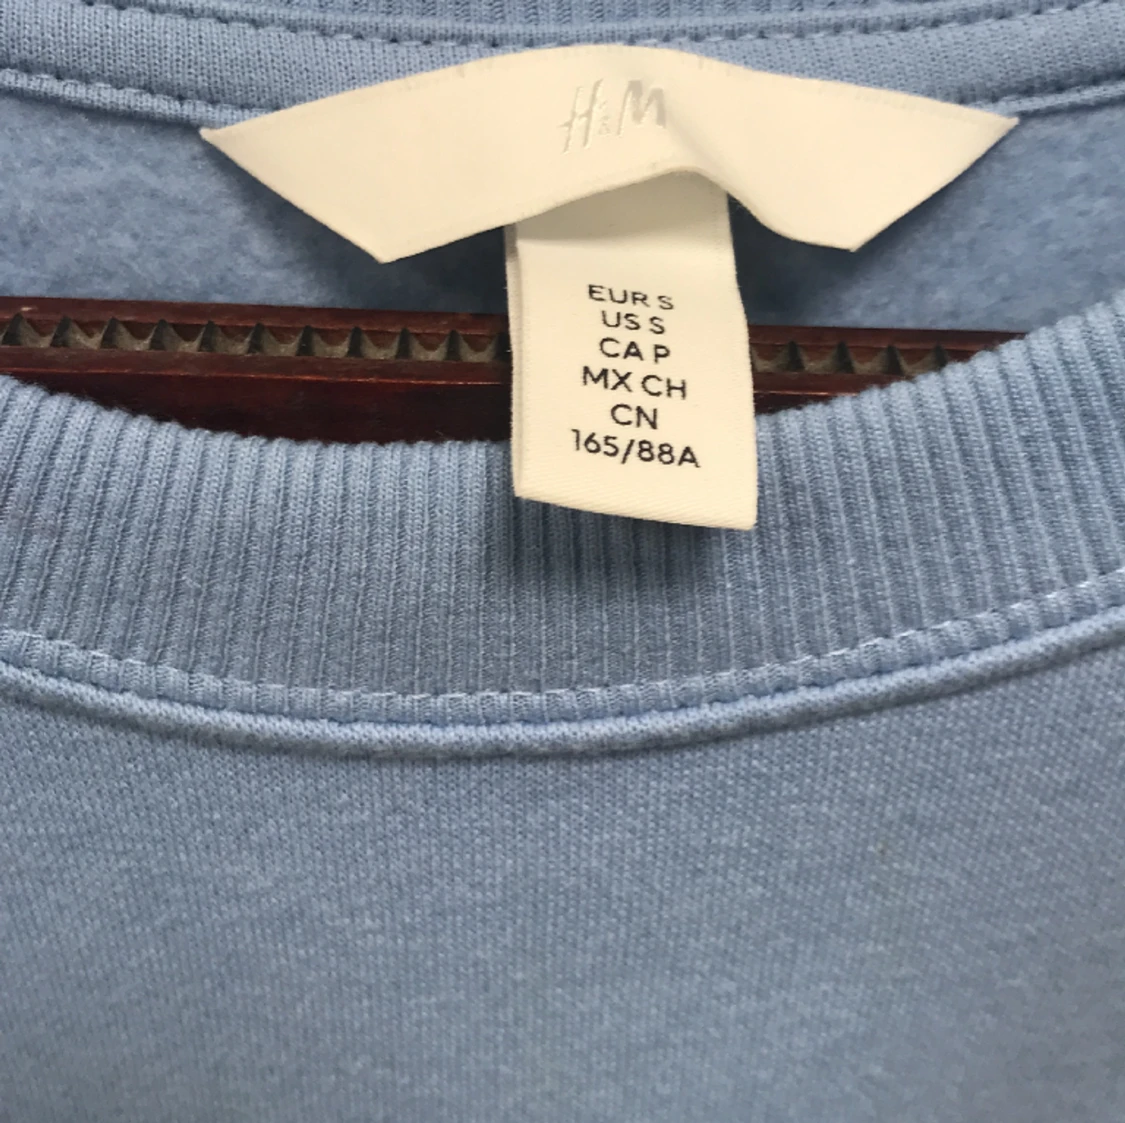 H&M
EUR S
US S
CA P
MX CH
CN
165/88A